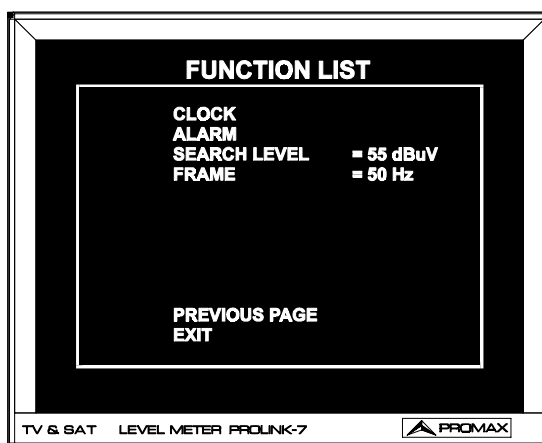 FUNCTION LIST
CLOCK
ALARM
SEARCH LEVEL = 55 dBuV
FRAME = 50 Hz
PREVIOUS PAGE
EXIT
TV & SAT LEVEL METER PROLINK-7 PROMAX